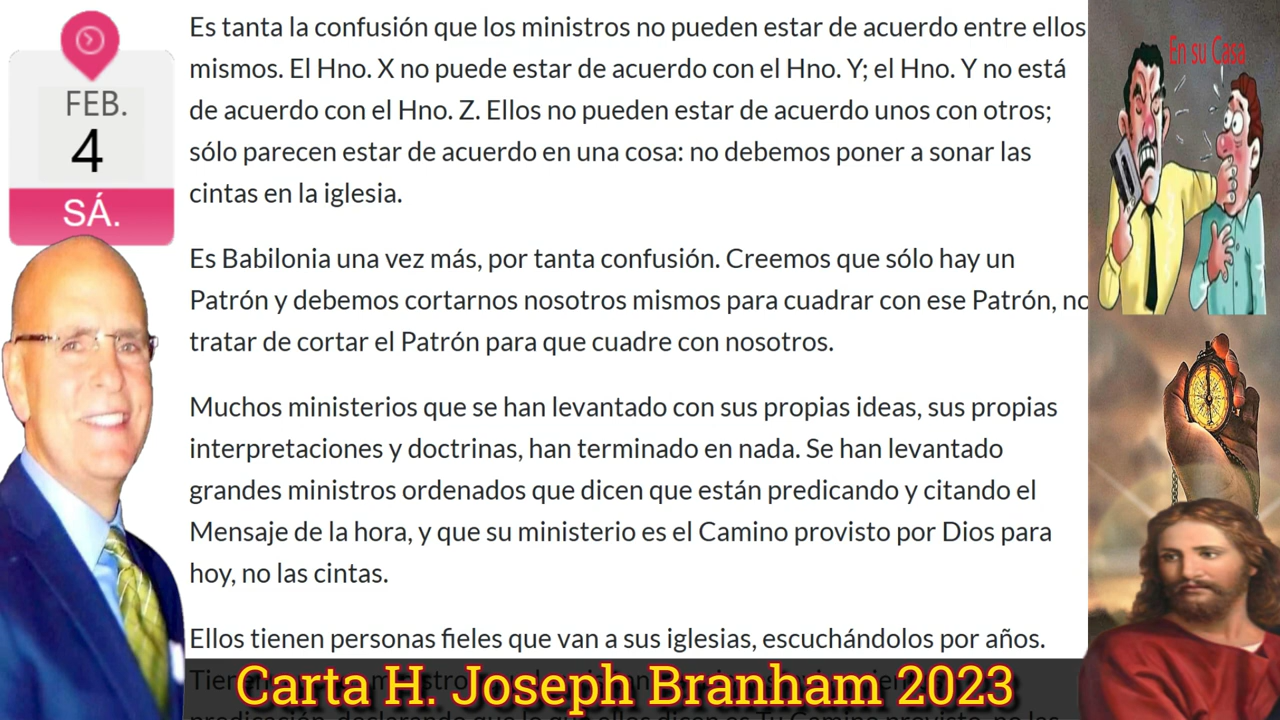 FEB.
4
SÁ.
Es tanta la confusión que los ministros no pueden estar de acuerdo entre ellos
mismos. El Hno. X no puede estar de acuerdo con el Hno. Y; el Hno. Y no está
de acuerdo con el Hno. Z. Ellos no pueden estar de acuerdo unos con otros;
sólo parecen estar de acuerdo en una cosa: no debemos poner a sonar las
cintas en la iglesia.
Es Babilonia una vez más, por tanta confusión. Creemos que sólo hay un
Patrón y debemos cortarnos nosotros mismos para cuadrar con ese Patrón, no
tratar de cortar el Patrón para que cuadre con nosotros.
Muchos ministerios que se han levantado con sus propias ideas, sus propias
interpretaciones y doctrinas, han terminado en nada. Se han levantado
grandes ministros ordenados que dicen que están predicando y citando el
Mensaje de la hora, y que su ministerio es el Camino provisto por Dios para
hoy, no las cintas.
Ellos tienen personas fieles que van a sus iglesias, escuchándolos por años.
Carta H. Joseph Branham 2023
En su Casa